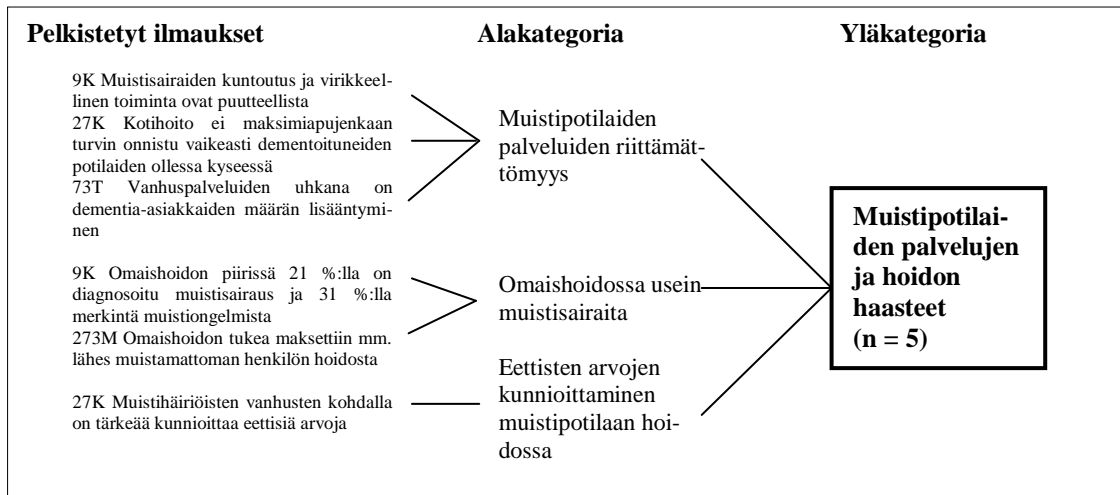 Pelkistetyt ilmaukset
9K Muistisairaiden kuntoutus ja virikkeel-
linen toiminta ovat puutteellista
27K Kotihoito ei maksimiapujenkaan
turvin onnistu vaikeasti dementoituneiden
potilaiden ollessa kyseessä
73T Vanhuspalveluiden uhkana on
dementia-asiakkaiden määrän lisääntymi-
nen
9K Omaishoidon piirissä 21 %:lla on
diagnosoitu muistisairaus ja 31 %:lla
merkintä muistiongelmista
273M Omaishoidon tukea maksettiin mm.
lähes muistamattoman henkilön hoidosta
27K Muistihäiriöisten vanhusten kohdalla
on tärkeää kunnioittaa eettisiä arvoja
Alakategoria
Muistipotilaiden
palveluiden riittämät-
tömyys
Omaishoidossa usein
muistisairaita
Eettisten arvojen
kunnioittaminen
muistipotilaan hoi-
dossa
Yläkategoria
Muistipotilai-
den palvelujen
ja hoidon
haasteet
(n = 5)